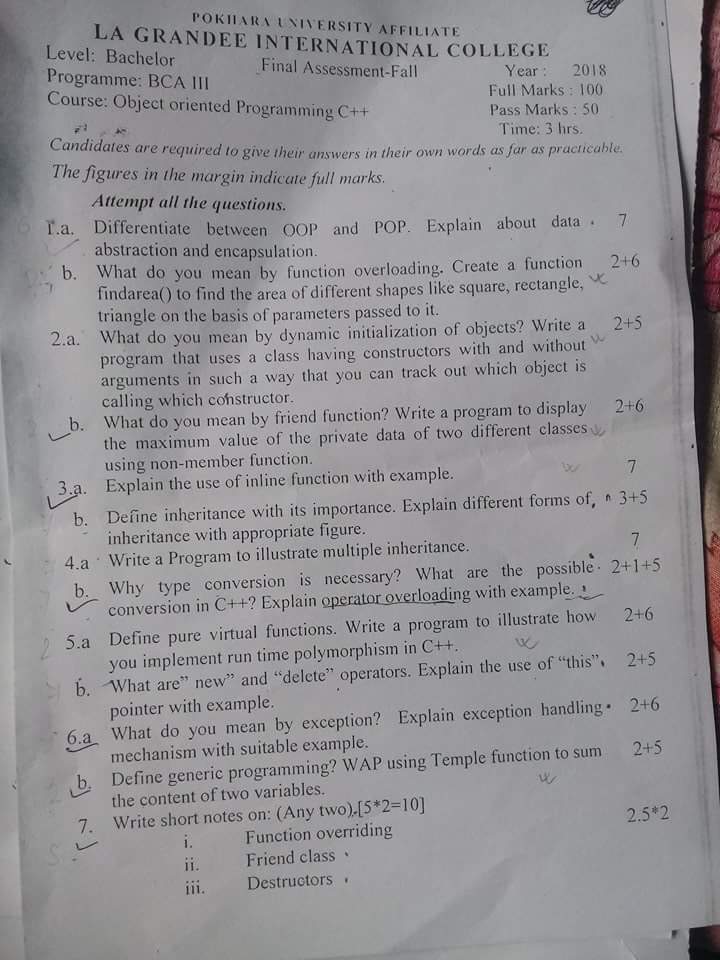 POKHARA UNIVERSITY AFFILIATE
LA GRANDEE INTERNATIONAL COLLEGE
Level: Bachelor Final Assessment-Fall Year : 2018
Programme: BCA III Full Marks : 100
Course: Object oriented Programming C++ Pass Marks : 50
Time: 3 hrs.
Candidates are required to give their answers in their own words as far as practicable.
The figures in the margin indicate full marks.
Attempt all the questions.
1.a. Differentiate between OOP and POP. Explain about data 7
abstraction and encapsulation.
b. What do you mean by function overloading. Create a function 2+6
findarea() to find the area of different shapes like square, rectangle,
triangle on the basis of parameters passed to it.
2.a. What do you mean by dynamic initialization of objects? Write a 2+5
program that uses a class having constructors with and without
arguments in such a way that you can track out which object is
calling which constructor.
b. What do you mean by friend function? Write a program to display 2+6
the maximum value of the private data of two different classes
using non-member function.
3.a. Explain the use of inline function with example. 7
b. Define inheritance with its importance. Explain different forms of 3+5
inheritance with appropriate figure.
4.a Write a Program to illustrate multiple inheritance. 7
b. Why type conversion is necessary? What are the possible 2+1+5
conversion in C++? Explain operator overloading with example.
5.a Define pure virtual functions. Write a program to illustrate how 2+6
you implement run time polymorphism in C++.
b. What are" new" and "delete" operators. Explain the use of "this" 2+5
pointer with example.
6.a What do you mean by exception? Explain exception handling 2+6
mechanism with suitable example.
b. Define generic programming? WAP using Temple function to sum 2+5
the content of two variables.
7. Write short notes on: (Any two).[5*2=10] 2.5*2
i. Function overriding
ii. Friend class
iii. Destructors